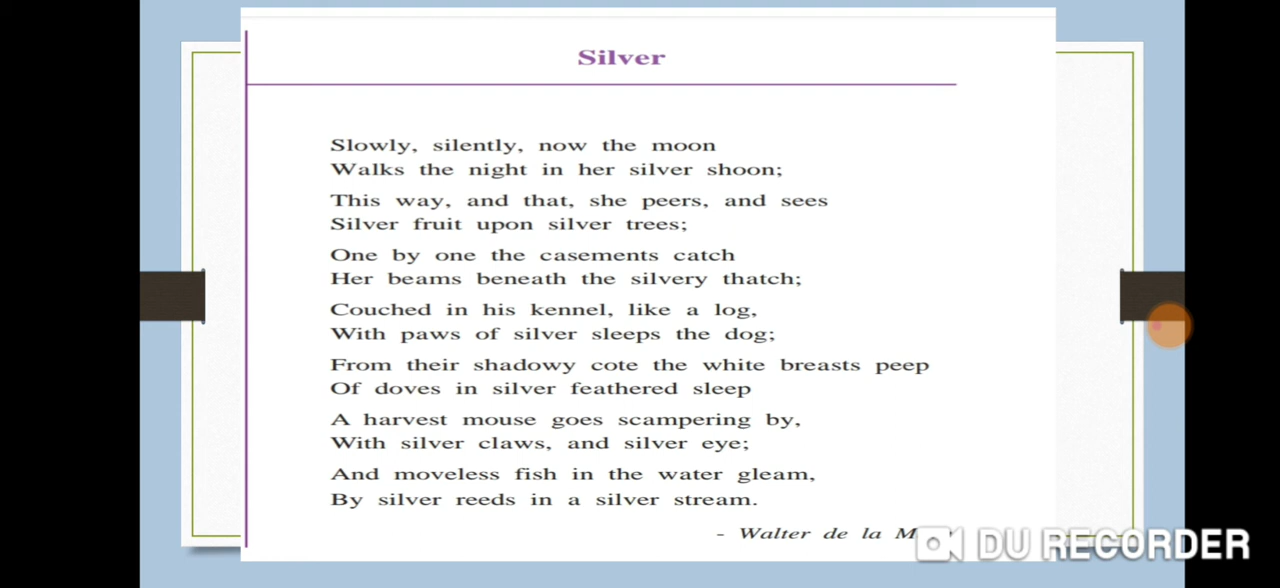 Silver
Slowly, silently, now the moon
Walks the night in her silver shoon;
This way, and that, she peers, and sees
Silver fruit upon silver trees;
One by one the casements catch
Her beams beneath the silvery thatch;
Couched in his kennel, like a log,
With paws of silver sleeps the dog;
From their shadowy cote the white breasts peep
Of doves in silver feathered sleep
A harvest mouse goes scampering by,
With silver claws, and silver eye;
And moveless fish in the water gleam,
By silver reeds in a silver stream.
- Walter de la
DU RECORDER